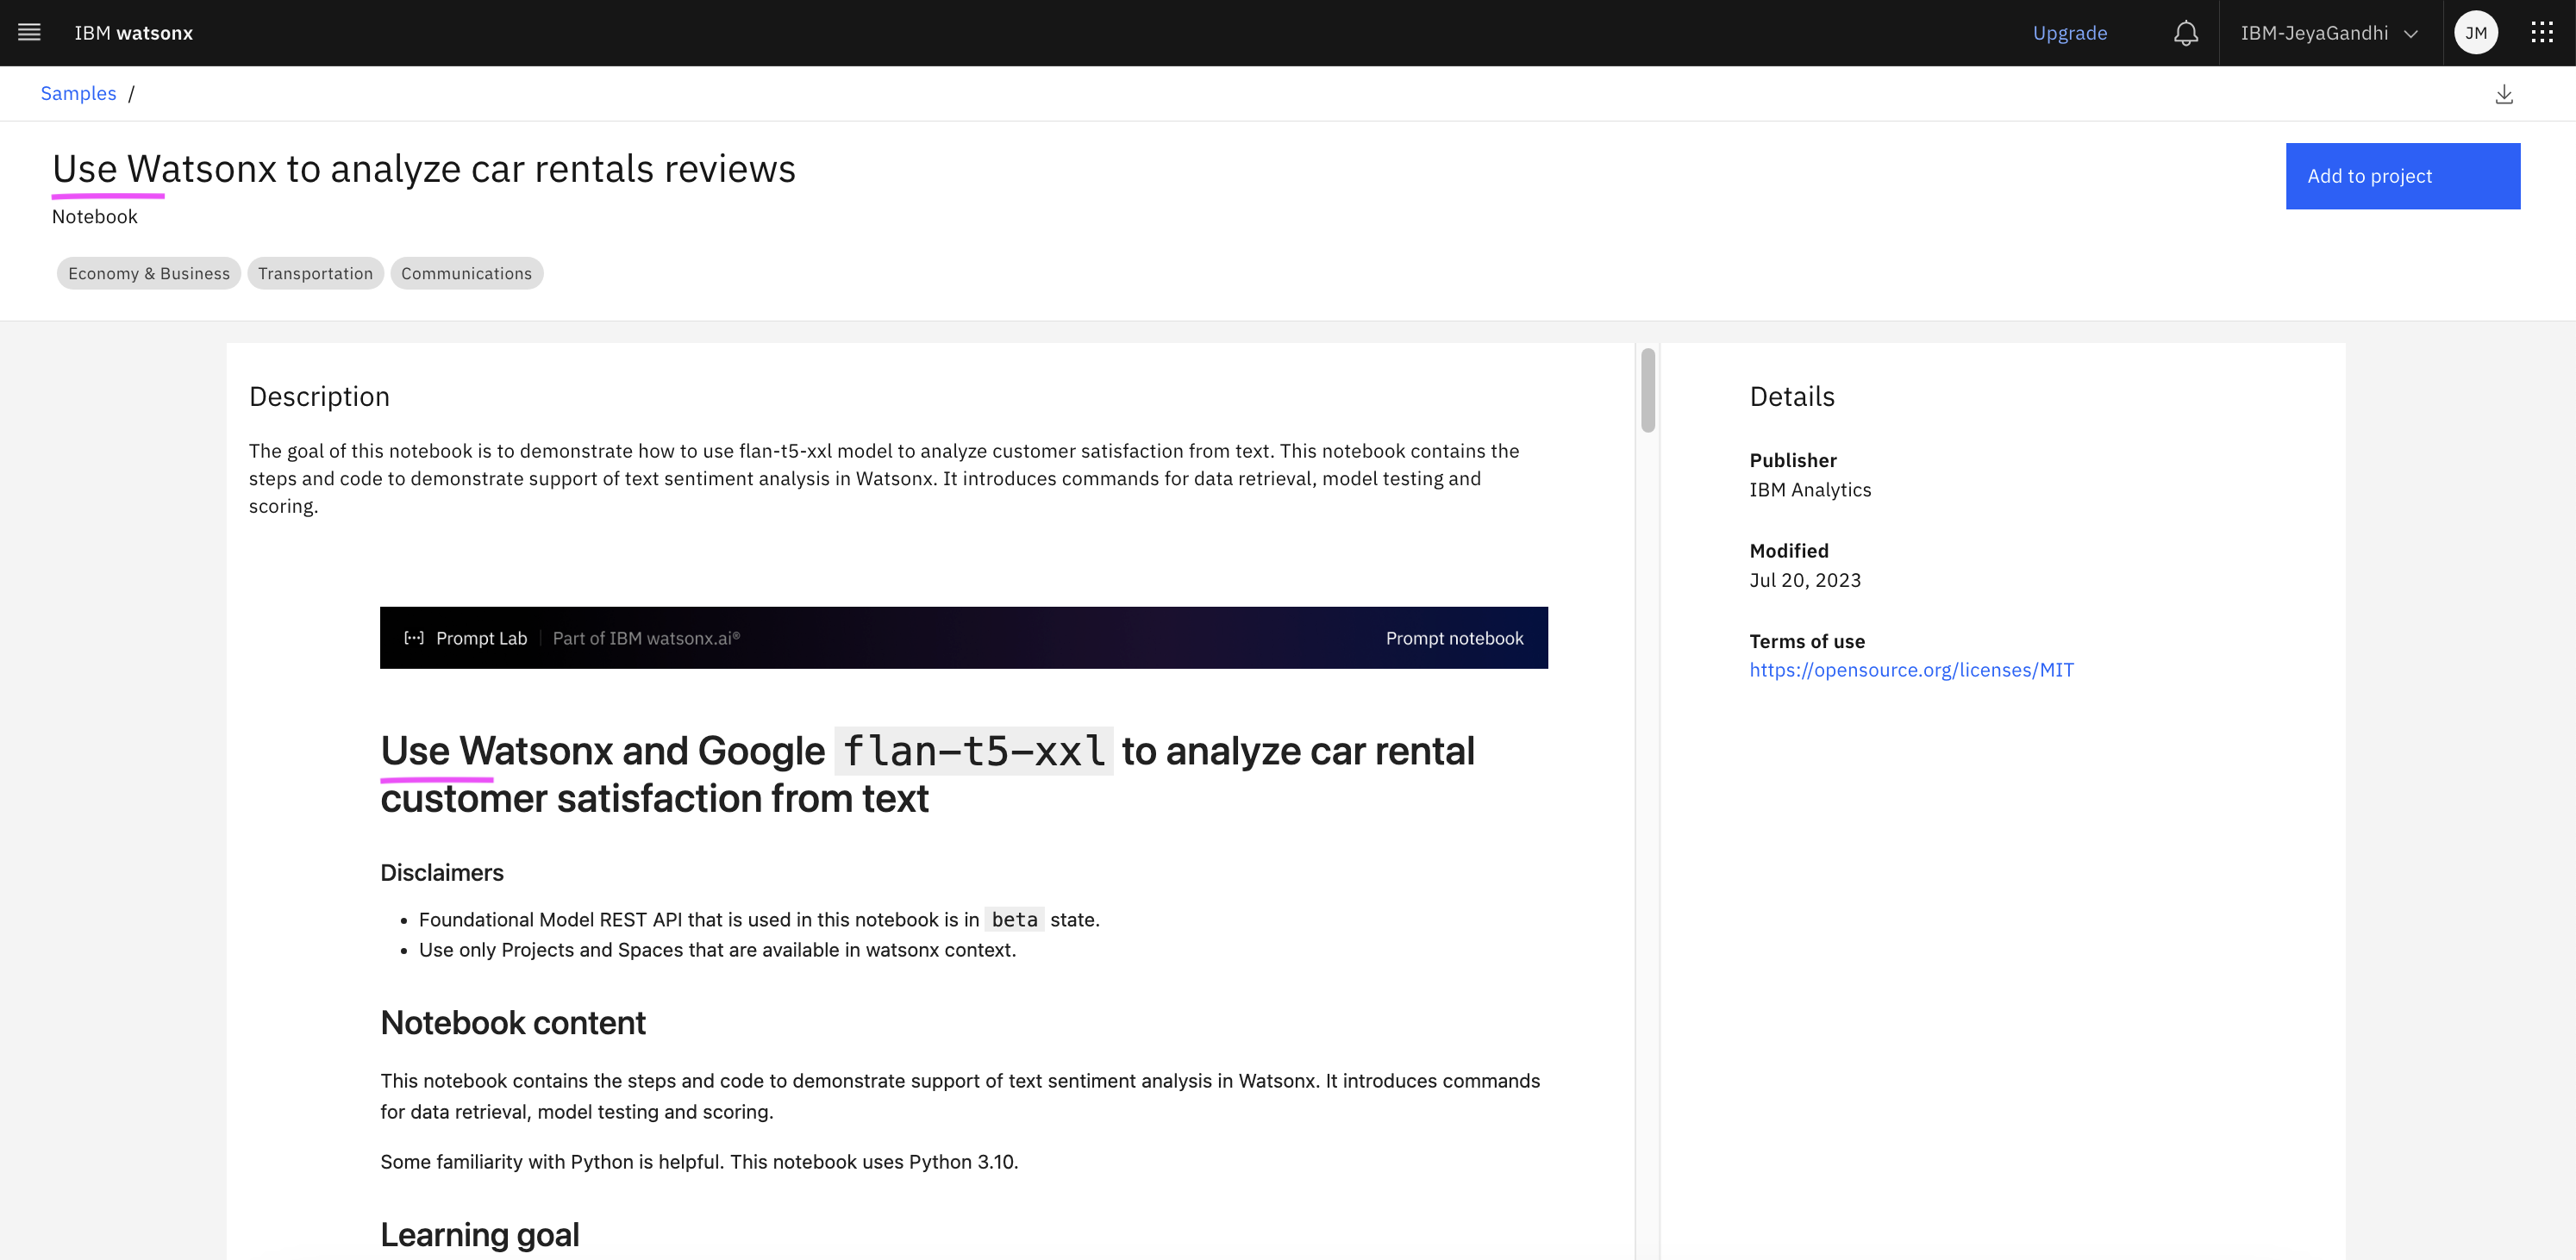 IBM watsonx
Upgrade
IBM-JeyaGandhi
JM
Samples /
Use Watsonx to analyze car rentals reviews
Add to project
Notebook
Economy & Business
Transportation
Communications
Description
The goal of this notebook is to demonstrate how to use flan-t5-xxl model to analyze customer satisfaction from text. This notebook contains the
steps and code to demonstrate support of text sentiment analysis in Watsonx. It introduces commands for data retrieval, model testing and
scoring.
[···] Prompt Lab | Part of IBM watsonx.ai®
Prompt notebook
Use Watsonx and Google flan-t5-xxl to analyze car rental
customer satisfaction from text
Disclaimers
• Foundational Model REST API that is used in this notebook is in beta state.
• Use only Projects and Spaces that are available in watsonx context.
Notebook content
This notebook contains the steps and code to demonstrate support of text sentiment analysis in Watsonx. It introduces commands
for data retrieval, model testing and scoring.
Some familiarity with Python is helpful. This notebook uses Python 3.10.
Learning goal
Details
Publisher
IBM Analytics
Modified
Jul 20, 2023
Terms of use
https://opensource.org/licenses/MIT